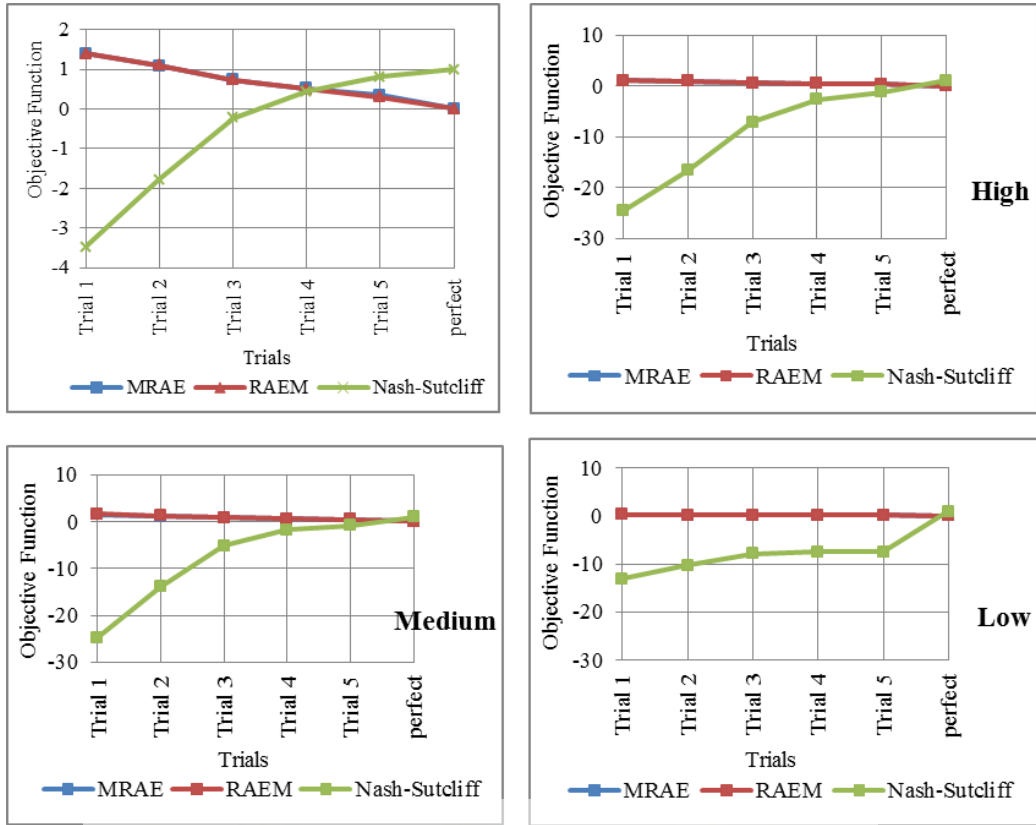 2
1
0
-1
-2
-3
-4
Objective Function
Trial 1
Trial 2
Trial 3
Trial 4
Trial 5
perfect
Trials
MRAE RAEM Nash-Sutcliff
10
0
-10
-20
-30
Objective Function
High
Trial 1
Trial 2
Trial 3
Trial 4
Trial 5
perfect
Trials
MRAE RAEM Nash-Sutcliff
10
0
-10
-20
-30
Objective Function
Medium
Trial 1
Trial 2
Trial 3
Trial 4
Trial 5
perfect
Trials
MRAE RAEM Nash-Sutcliff
10
0
-10
-20
-30
Objective Function
Low
Trial 1
Trial 2
Trial 3
Trial 4
Trial 5
perfect
Trials
MRAE RAEM Nash-Sutcliff